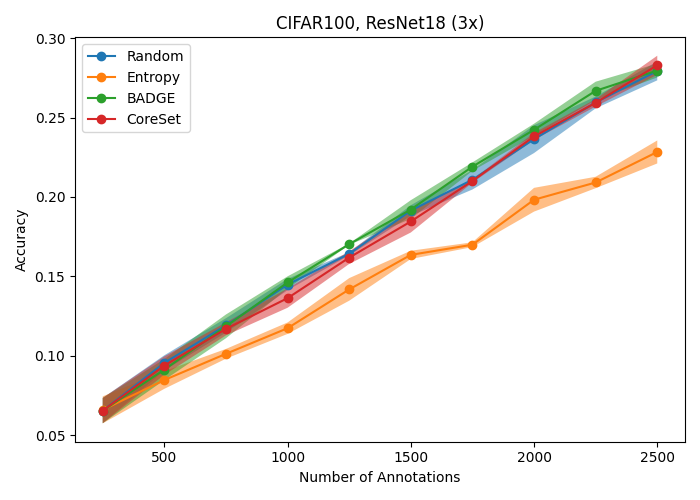 CIFAR100, ResNet18 (3x)
Random
Entropy
BADGE
CoreSet
0.30
0.25
0.20
0.15
0.10
0.05
Accuracy
500
1000
1500
2000
2500
Number of Annotations